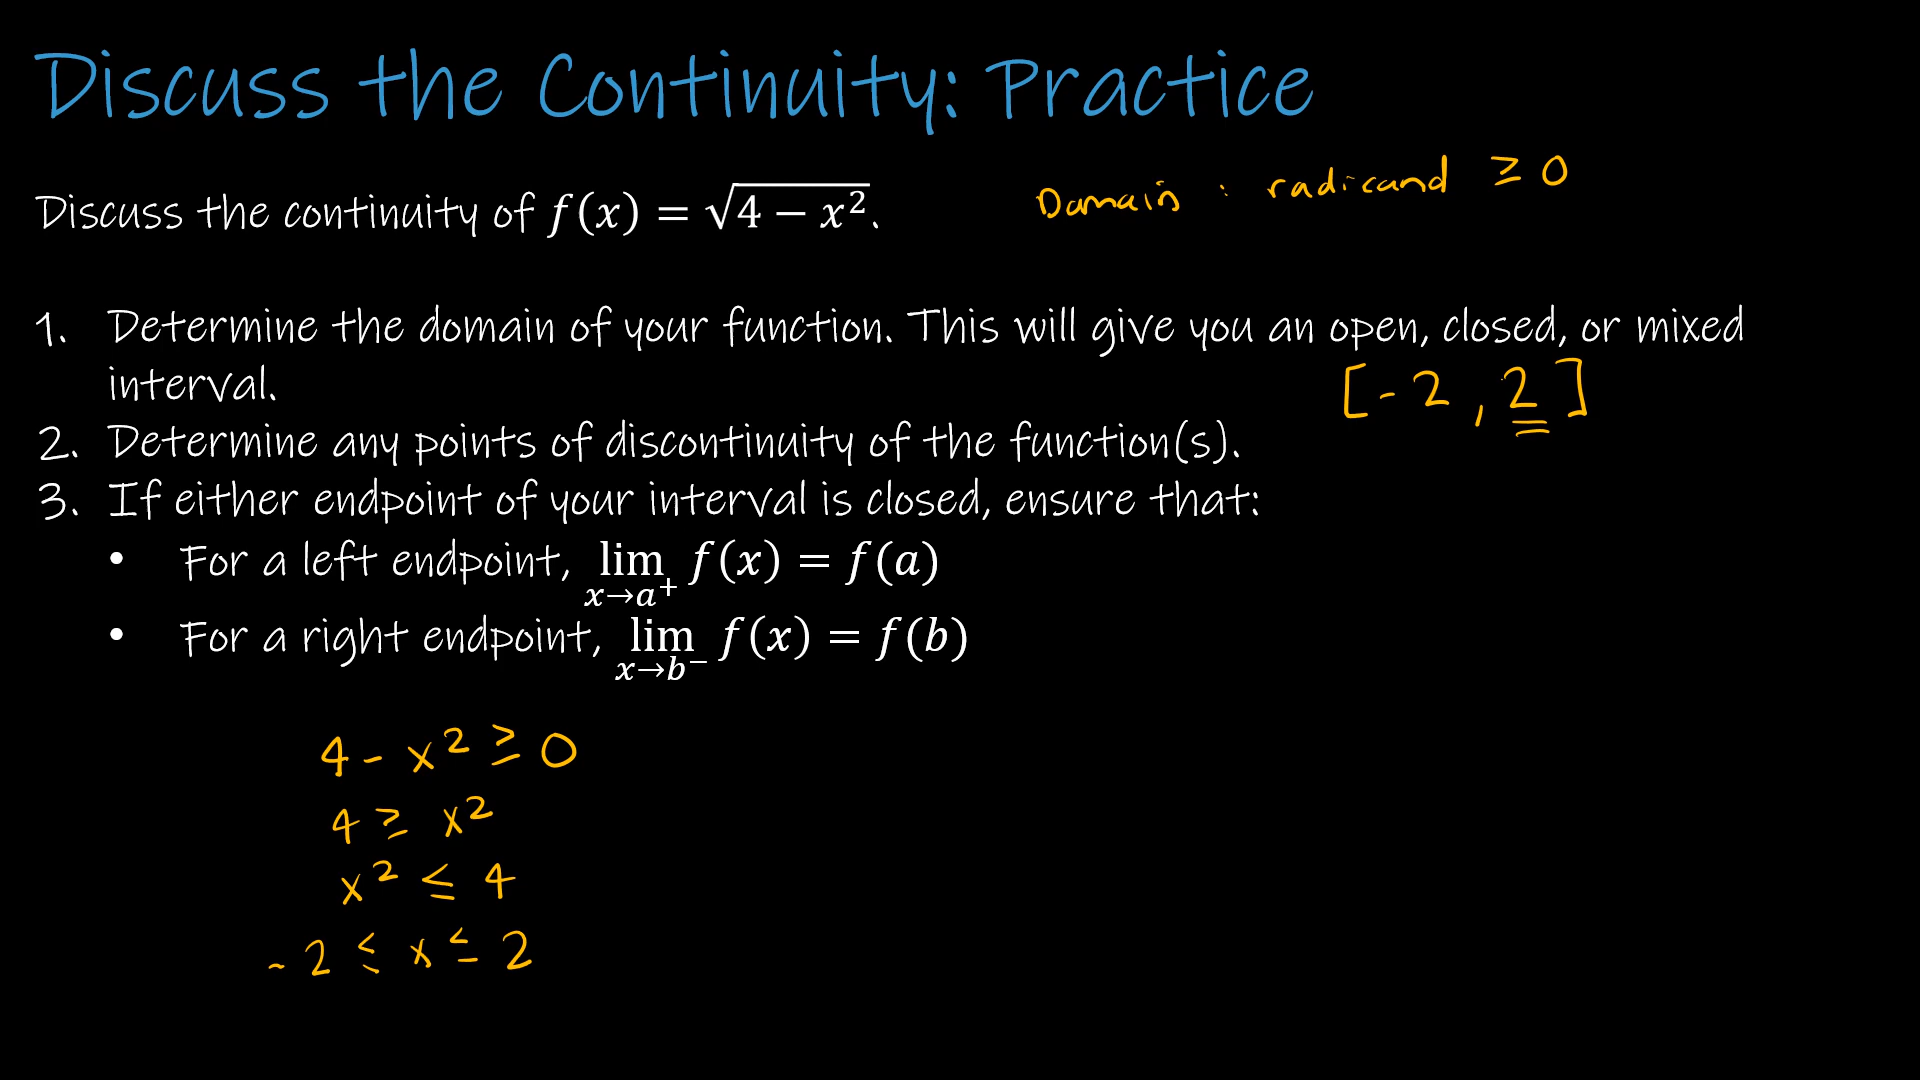 Discuss the Continuity: Practice
Domain : radicand ≥ 0
Discuss the continuity of f(x) = √(4 − x²).
1. Determine the domain of your function. This will give you an open, closed, or mixed
interval.
[-2, 2]
2. Determine any points of discontinuity of the function(s).
3. If either endpoint of your interval is closed, ensure that:
• For a left endpoint, lim x→a⁺ f(x) = f(a)
• For a right endpoint, lim x→b⁻ f(x) = f(b)
4 - x² ≥ 0
4 ≥ x²
x² ≤ 4
-2 ≤ x ≤ 2